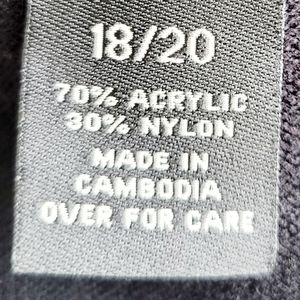 18/20
70% ACRYLIC
30% NYLON
MADE IN
CAMBODIA
OVER FOR CARE